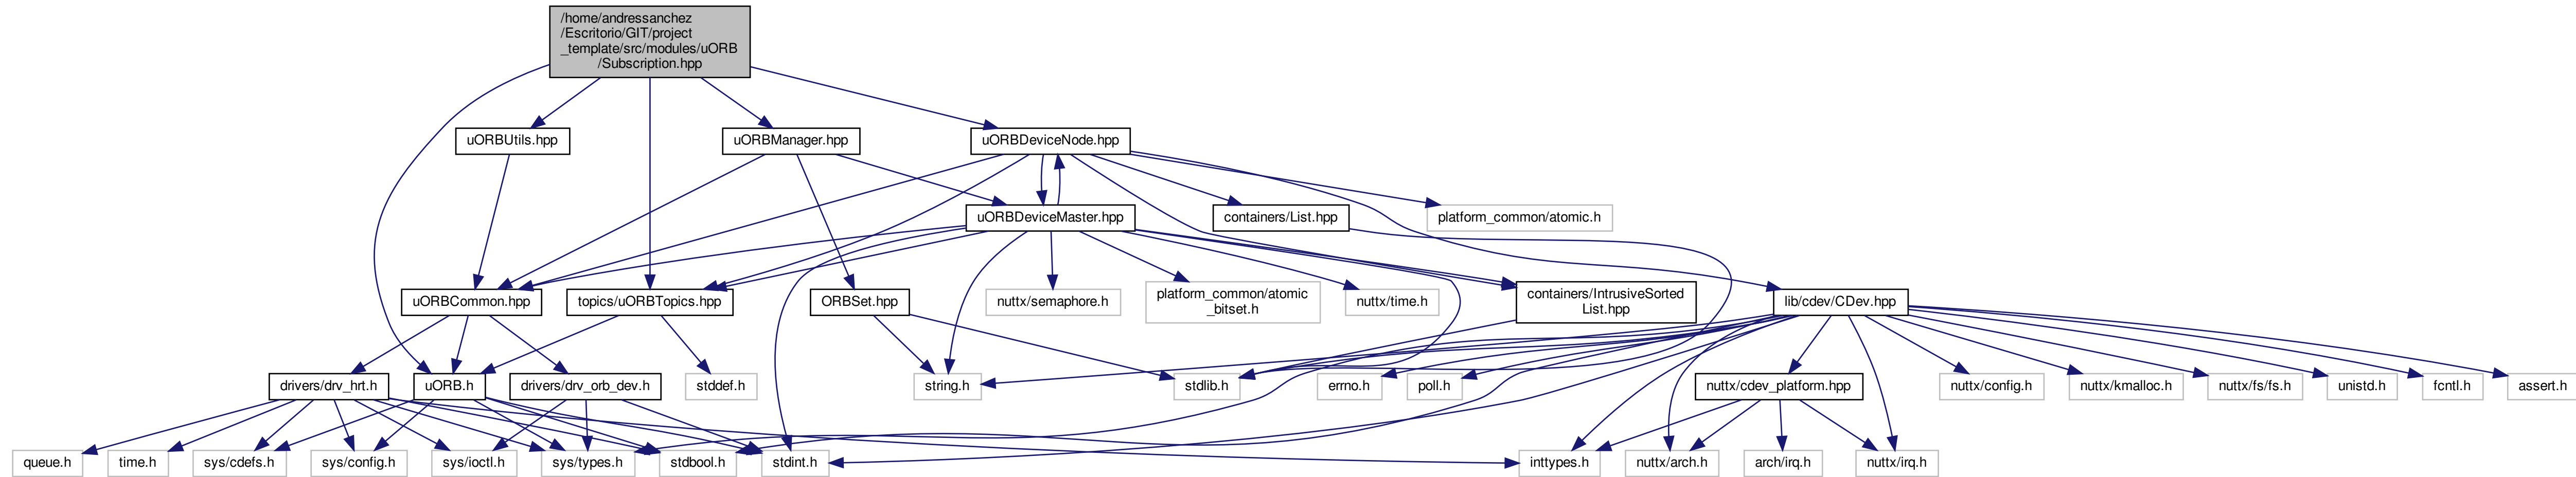 /home/andressanchez
/Escritorio/GIT/project
_template/src/modules/uORB
/Subscription.hpp
uORBUtils.hpp
uORBManager.hpp
uORBDeviceNode.hpp
uORBDeviceMaster.hpp
containers/List.hpp
platform_common/atomic.h
uORBCommon.hpp
topics/uORBTopics.hpp
ORBSet.hpp
nuttx/semaphore.h
platform_common/atomic
_bitset.h
nuttx/time.h
containers/IntrusiveSorted
List.hpp
lib/cdev/CDev.hpp
drivers/drv_hrt.h
uORB.h
drivers/drv_orb_dev.h
stddef.h
string.h
stdlib.h
errno.h
poll.h
nuttx/cdev_platform.hpp
nuttx/config.h
nuttx/kmalloc.h
nuttx/fs/fs.h
unistd.h
fcntl.h
assert.h
queue.h
time.h
sys/cdefs.h
sys/config.h
sys/ioctl.h
sys/types.h
stdbool.h
stdint.h
inttypes.h
nuttx/arch.h
arch/irq.h
nuttx/irq.h